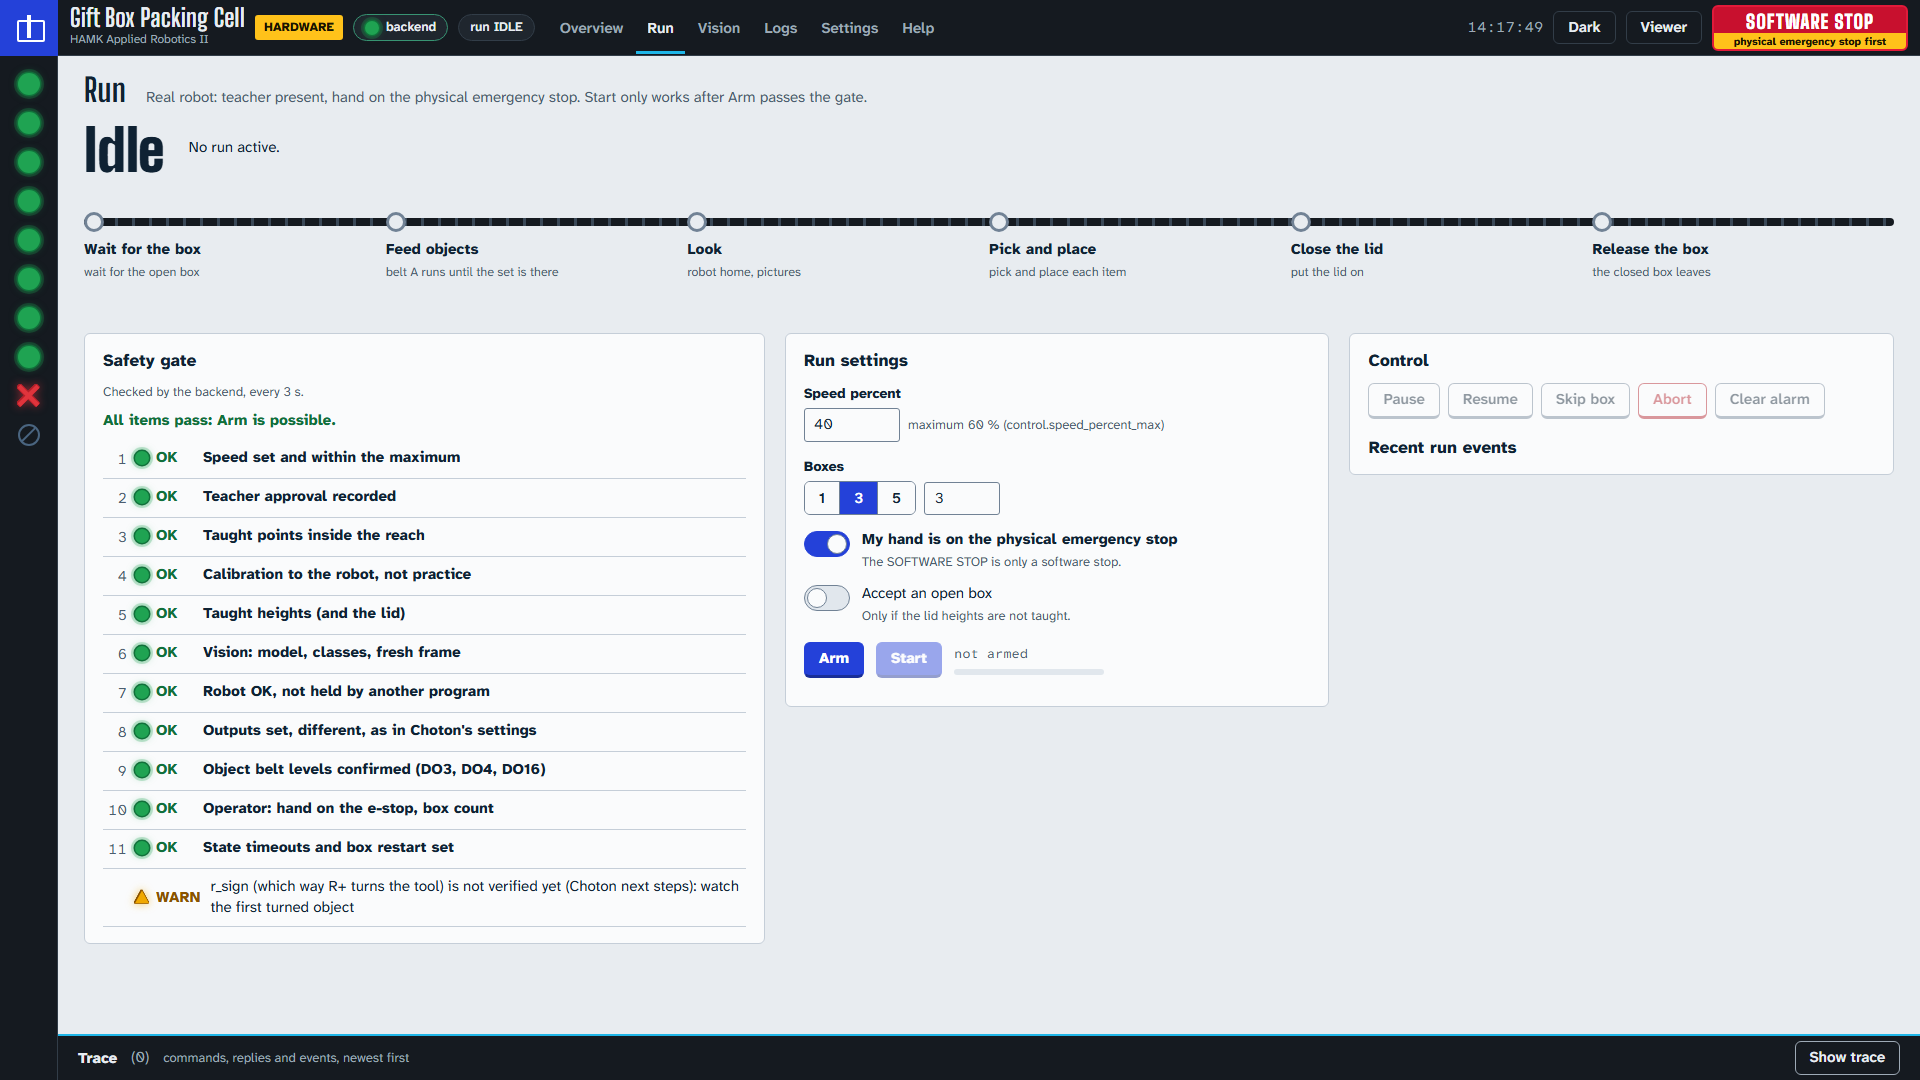 Gift Box Packing Cell
HAMK Applied Robotics II
HARDWARE
backend
run IDLE
Overview
Run
Vision
Logs
Settings
Help
14:17:49
Dark
Viewer
SOFTWARE STOP
physical emergency stop first
Run
Real robot: teacher present, hand on the physical emergency stop. Start only works after Arm passes the gate.
Idle
No run active.
Wait for the box
wait for the open box
Feed objects
belt A runs until the set is there
Look
robot home, pictures
Pick and place
pick and place each item
Close the lid
put the lid on
Release the box
the closed box leaves
Safety gate
Checked by the backend, every 3 s.
All items pass: Arm is possible.
1 OK Speed set and within the maximum
2 OK Teacher approval recorded
3 OK Taught points inside the reach
4 OK Calibration to the robot, not practice
5 OK Taught heights (and the lid)
6 OK Vision: model, classes, fresh frame
7 OK Robot OK, not held by another program
8 OK Outputs set, different, as in Choton's settings
9 OK Object belt levels confirmed (DO3, DO4, DO16)
10 OK Operator: hand on the e-stop, box count
11 OK State timeouts and box restart set
WARN r_sign (which way R+ turns the tool) is not verified yet (Choton next steps): watch
the first turned object
Run settings
Speed percent
40 maximum 60 % (control.speed_percent_max)
Boxes
1 3 5 3
My hand is on the physical emergency stop
The SOFTWARE STOP is only a software stop.
Accept an open box
Only if the lid heights are not taught.
Arm Start not armed
Control
Pause Resume Skip box Abort Clear alarm
Recent run events
Trace (0) commands, replies and events, newest first
Show trace